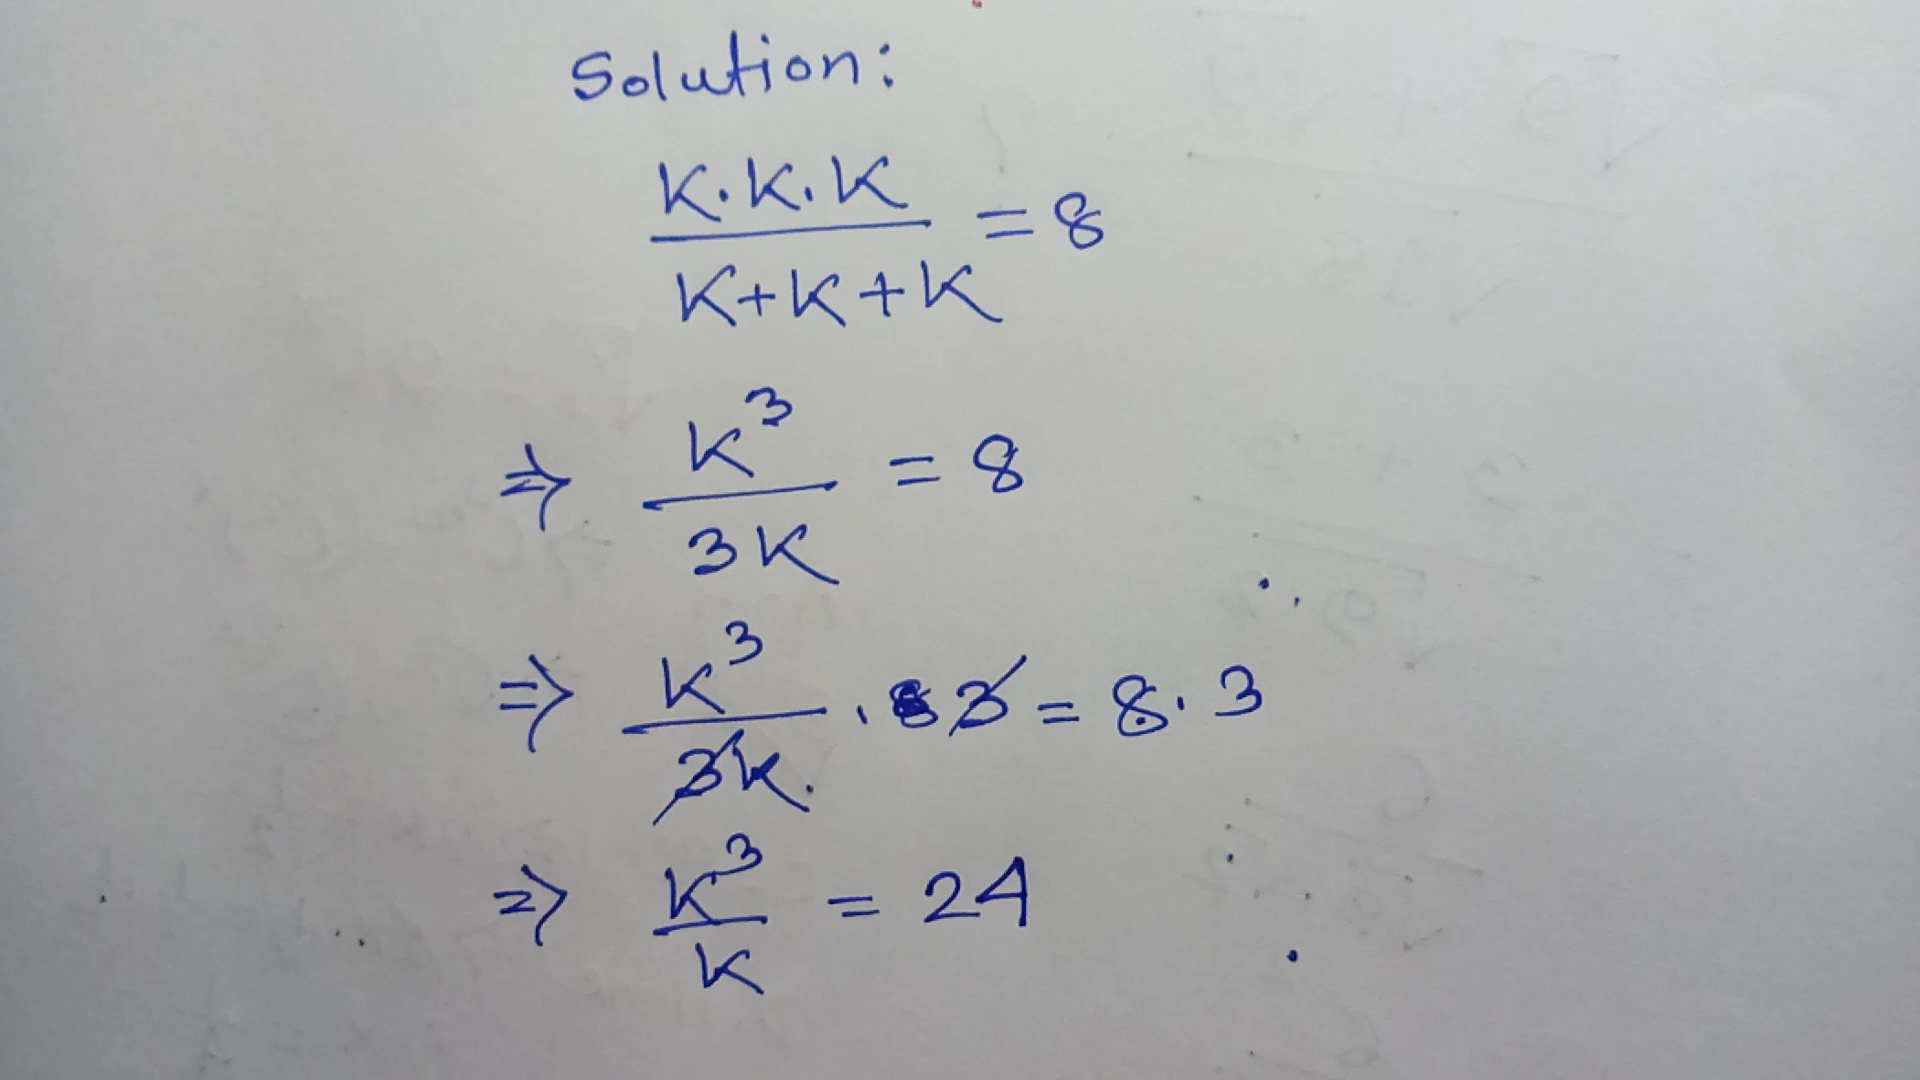 Solution:
K·K·K / K+K+K = 8
⇒ K³ / 3K = 8
⇒ K³ / 3K · 3 = 8·3
⇒ K³ / K = 24